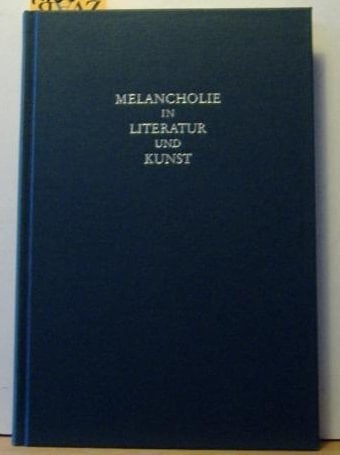 MELANCHOLIE
IN
LITERATUR
UND
KUNST